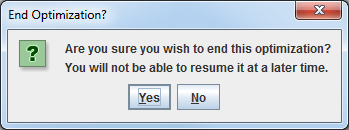 End Optimization?
?
Are you sure you wish to end this optimization?
You will not be able to resume it at a later time.
Yes No